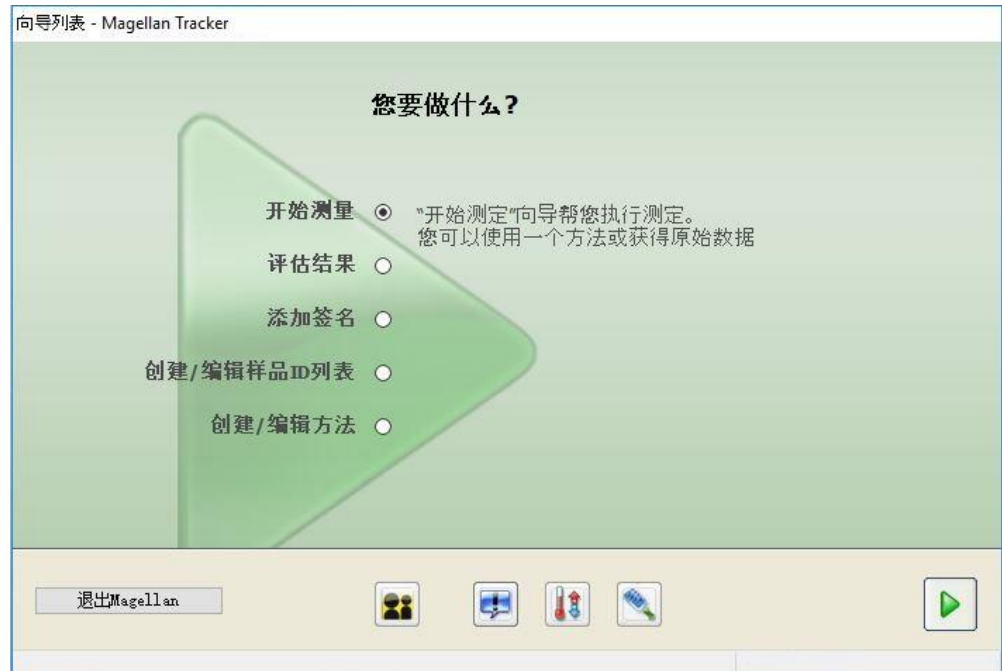 向导列表 - Magellan Tracker
您要做什么?
开始测量
“开始测定”向导帮您执行测定。
您可以使用一个方法或获得原始数据
评估结果
添加签名
创建/编辑样品ID列表
创建/编辑方法
退出Magellan